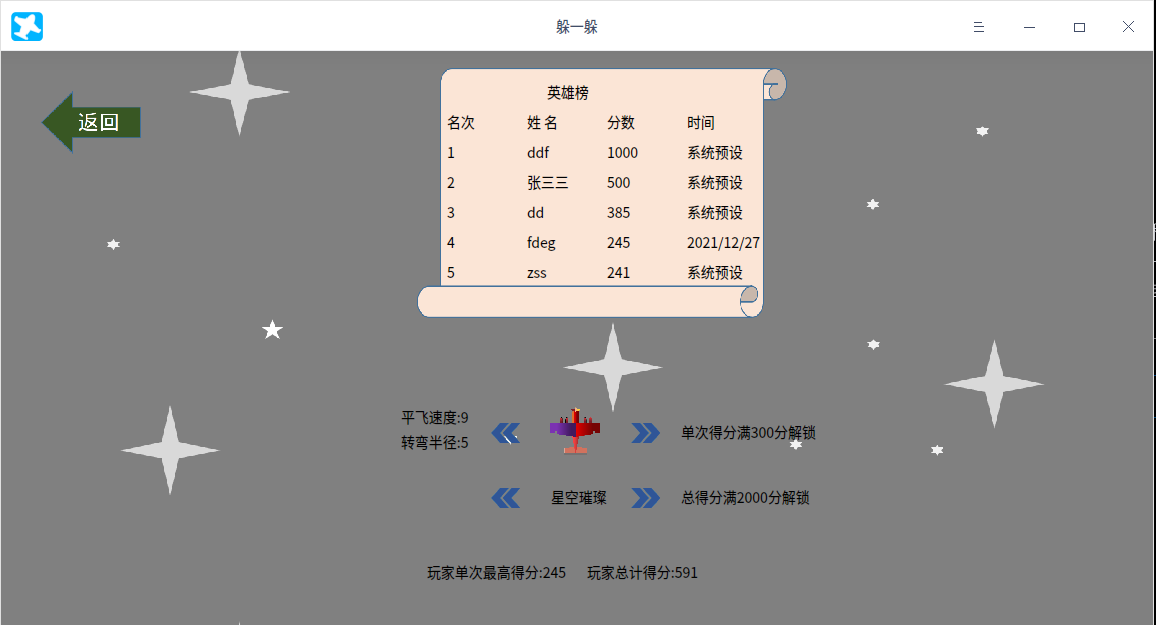 躲一躲
返回
英雄榜
名次 姓 名 分数 时间
1 ddf 1000 系统预设
2 张三三 500 系统预设
3 dd 385 系统预设
4 fdeg 245 2021/12/27
5 zss 241 系统预设
平飞速度:9
转弯半径:5
单次得分满300分解锁
星空璀璨 总得分满2000分解锁
玩家单次最高得分:245 玩家总计得分:591